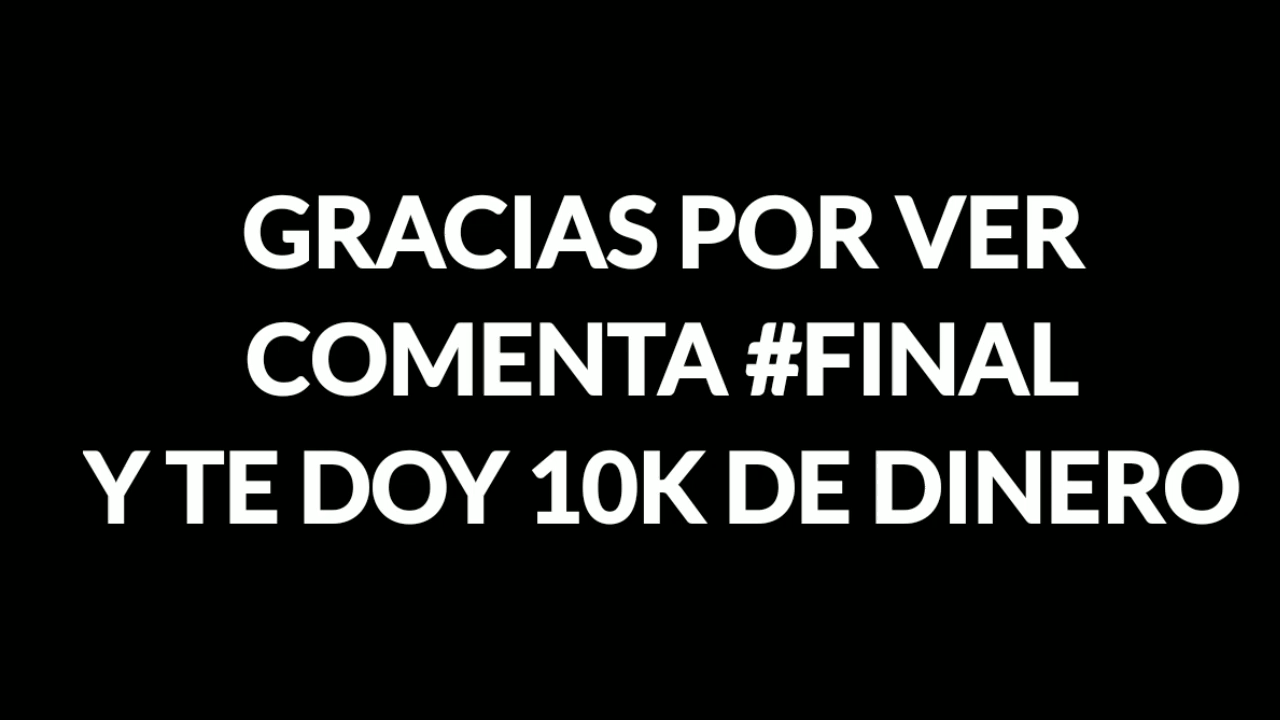 GRACIAS POR VER
COMENTA #FINAL
Y TE DOY 10K DE DINERO